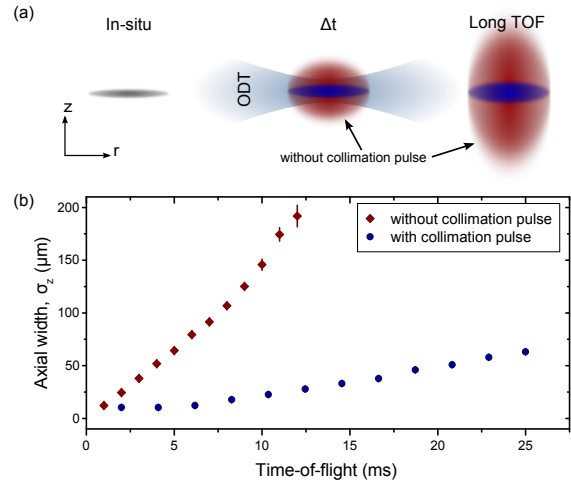 (a)
In-situ
Δt
Long TOF
ODT
z
r
without collimation pulse
(b)
200
150
100
50
0
Axial width, σz (µm)
without collimation pulse
with collimation pulse
0
5
10
15
20
25
Time-of-flight (ms)